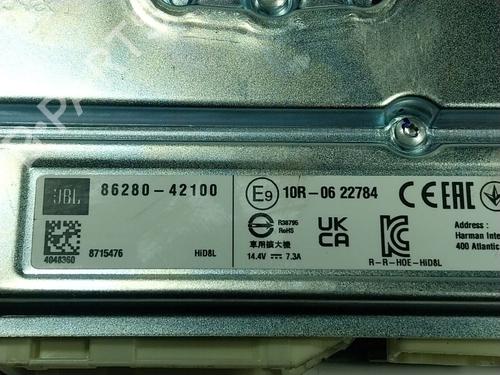 JBL
86280-42100
4048360
8715476
HiD8L
E9
10R-06 22784
R38795
RoHS
車用擴大機
14.4V ⎓ 7.3A
UK
CA
CE EAC
R-R-HOE-HiD8L
Address :
Harman Inte
400 Atlantic